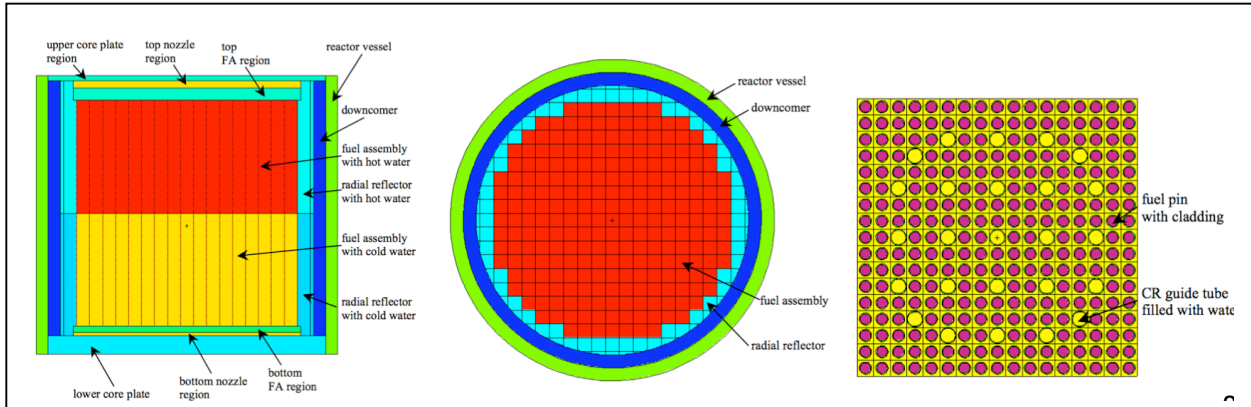 upper core plate
region
top nozzle
region
top
FA region
reactor vessel
downcomer
fuel assembly
with hot water
radial reflector
with hot water
fuel assembly
with cold water
radial reflector
with cold water
lower core plate
bottom nozzle
region
bottom
FA region
reactor vessel
downcomer
fuel assembly
radial reflector
fuel pin
with cladding
CR guide tube
filled with wate